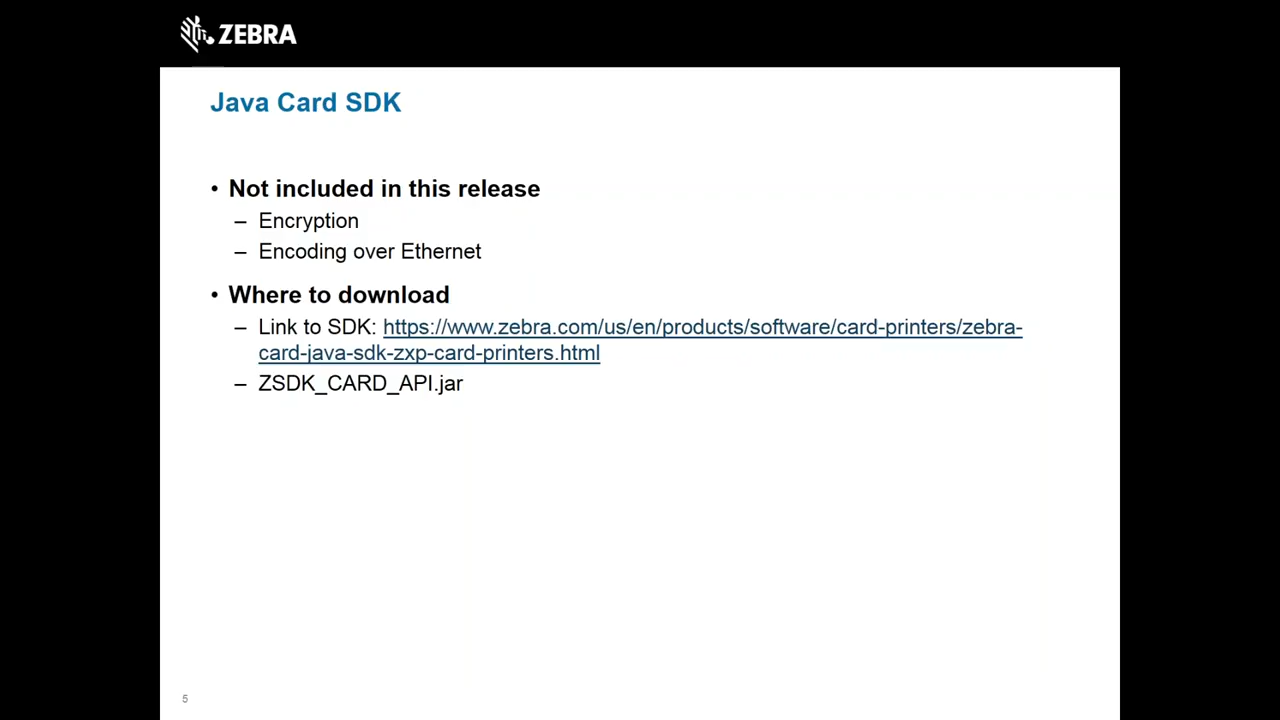 ZEBRA
Java Card SDK
• Not included in this release
– Encryption
– Encoding over Ethernet
• Where to download
– Link to SDK: https://www.zebra.com/us/en/products/software/card-printers/zebra-
card-java-sdk-zxp-card-printers.html
– ZSDK_CARD_API.jar
5